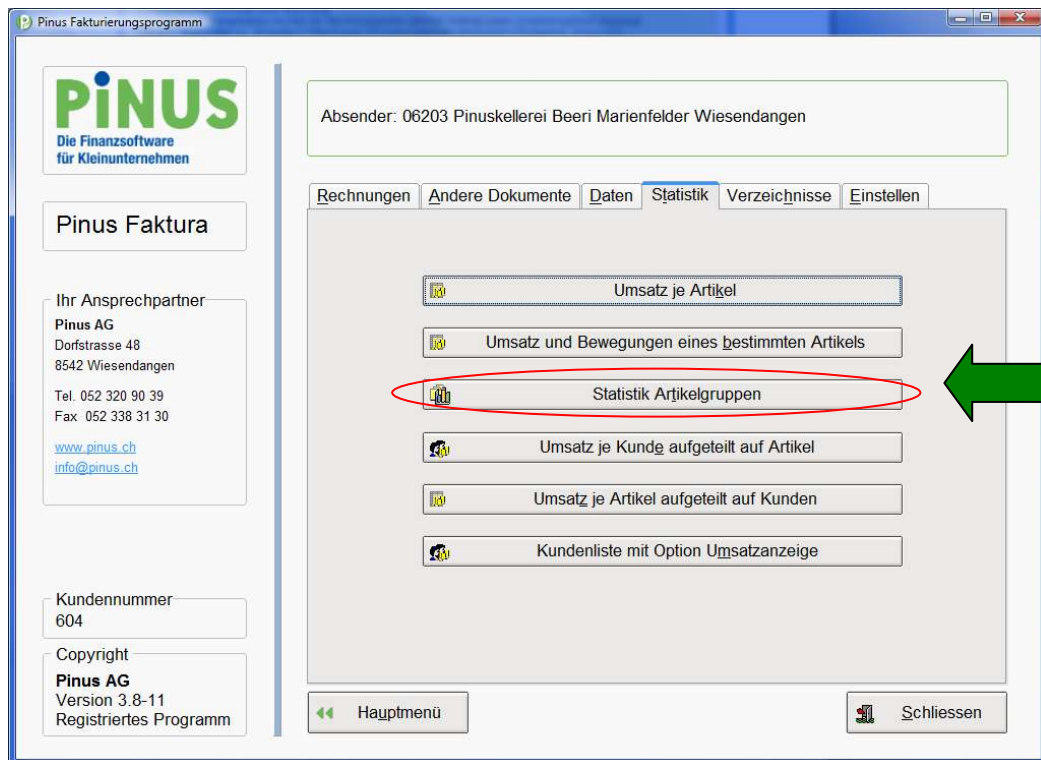 Pinus Fakturierungsprogramm
PiNUS
Die Finanzsoftware
für Kleinunternehmen
Pinus Faktura
Ihr Ansprechpartner
Pinus AG
Dorfstrasse 48
8542 Wiesendangen
Tel. 052 320 90 39
Fax 052 338 31 30
www.pinus.ch
info@pinus.ch
Kundennummer
604
Copyright
Pinus AG
Version 3.8-11
Registriertes Programm
Absender: 06203 Pinuskellerei Beeri Marienfelder Wiesendangen
Rechnungen Andere Dokumente Daten Statistik Verzeichnisse Einstellen
Umsatz je Artikel
Umsatz und Bewegungen eines bestimmten Artikels
Statistik Artikelgruppen
Umsatz je Kunde aufgeteilt auf Artikel
Umsatz je Artikel aufgeteilt auf Kunden
Kundenliste mit Option Umsatzanzeige
Hauptmenü Schliessen